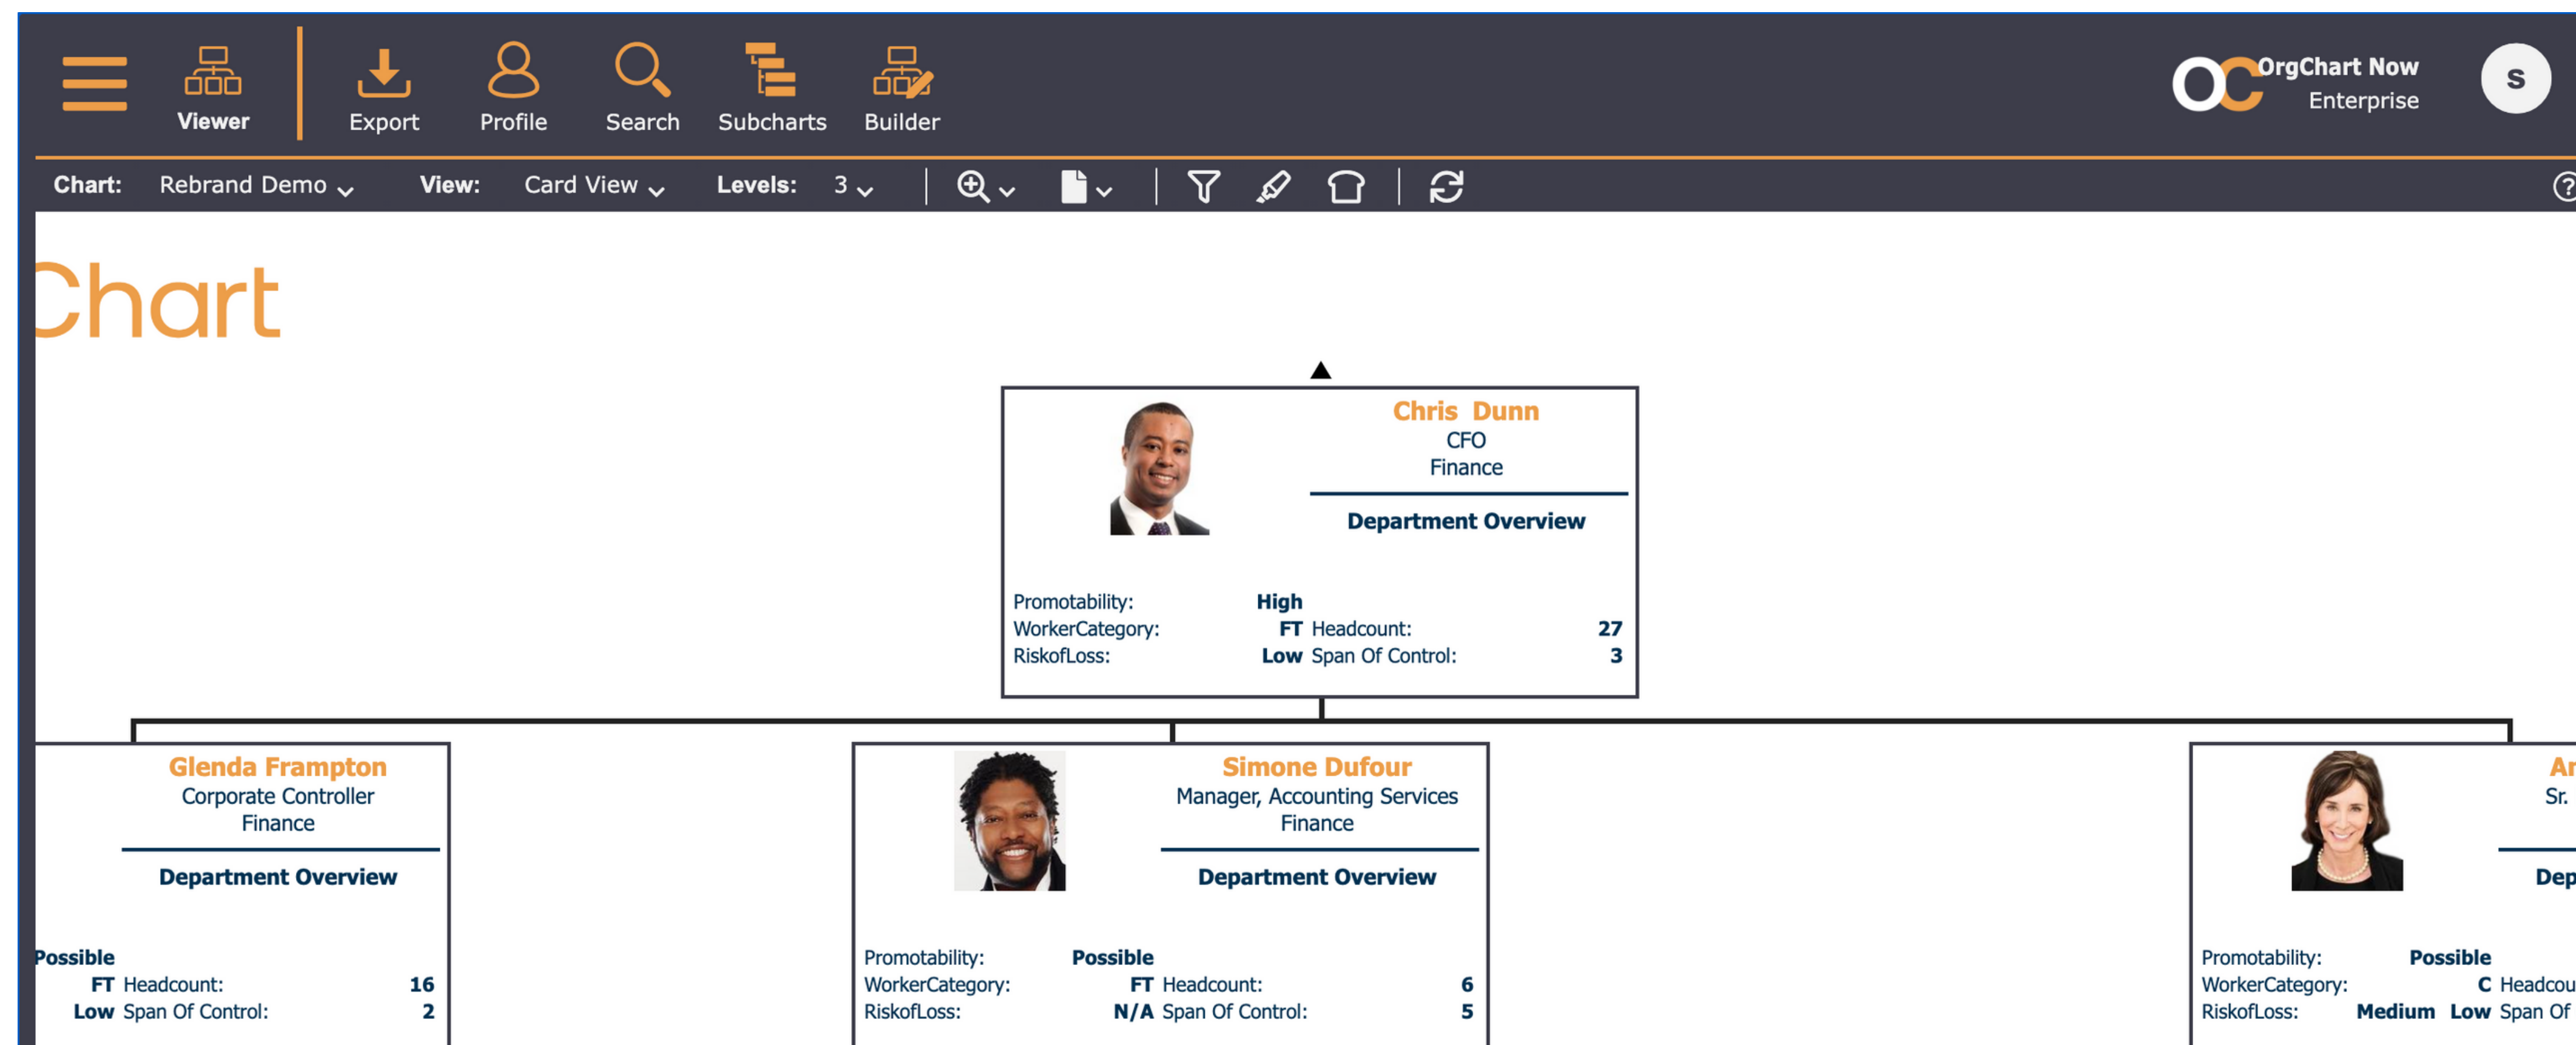 Viewer
Export
Profile
Search
Subcharts
Builder
OC OrgChart Now
Enterprise
S
Chart: Rebrand Demo
View: Card View
Levels: 3
Chart
Chris Dunn
CFO
Finance
Department Overview
Promotability: High
WorkerCategory: FT Headcount: 27
RiskofLoss: Low Span Of Control: 3
Glenda Frampton
Corporate Controller
Finance
Department Overview
Possible
FT Headcount: 16
Low Span Of Control: 2
Simone Dufour
Manager, Accounting Services
Finance
Department Overview
Promotability: Possible
WorkerCategory: FT Headcount: 6
RiskofLoss: N/A Span Of Control: 5
Sr.
Promotability: Possible
WorkerCategory: C
RiskofLoss: Medium Low Span Of